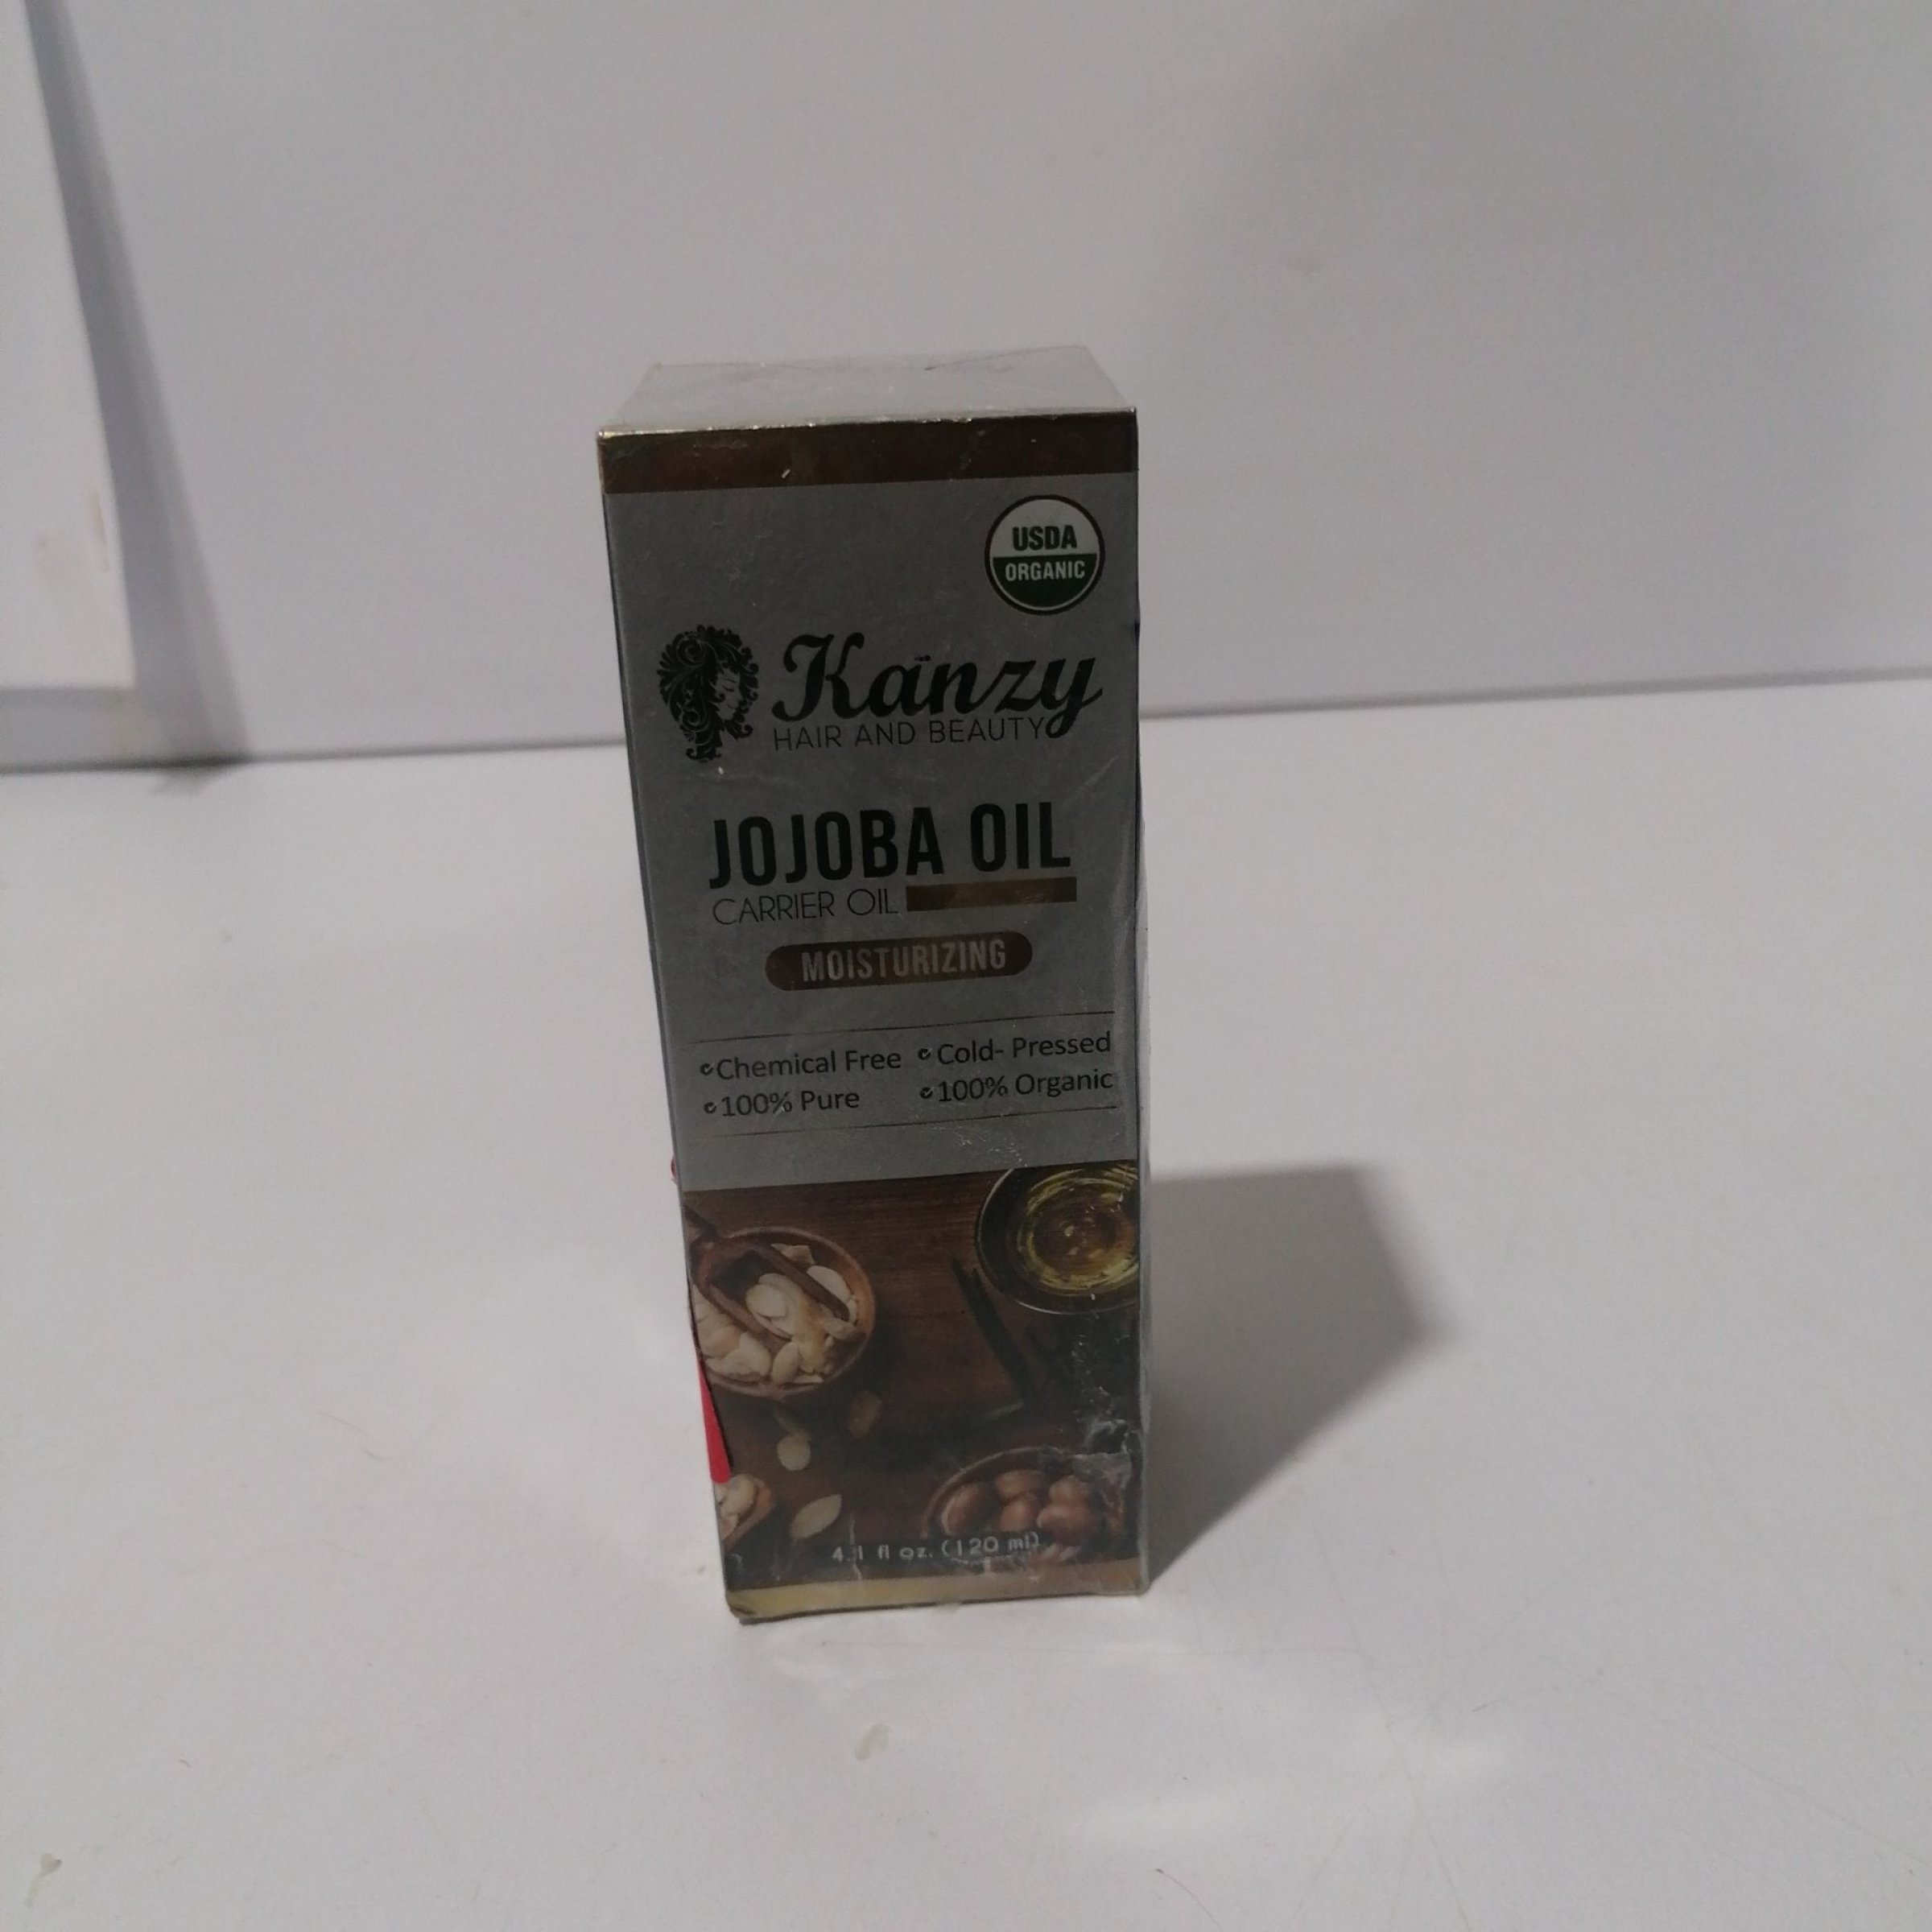 USDA
ORGANIC
Kanzy
HAIR AND BEAUTY
JOJOBA OIL
CARRIER OIL
MOISTURIZING
Chemical Free
Cold- Pressed
100% Pure
100% Organic
4.1 fl oz. (120 ml)